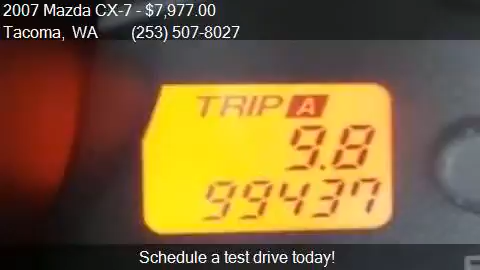 2007 Mazda CX-7 - $7,977.00
Tacoma, WA (253) 507-8027
TRIP A
9.8
99437
Schedule a test drive today!